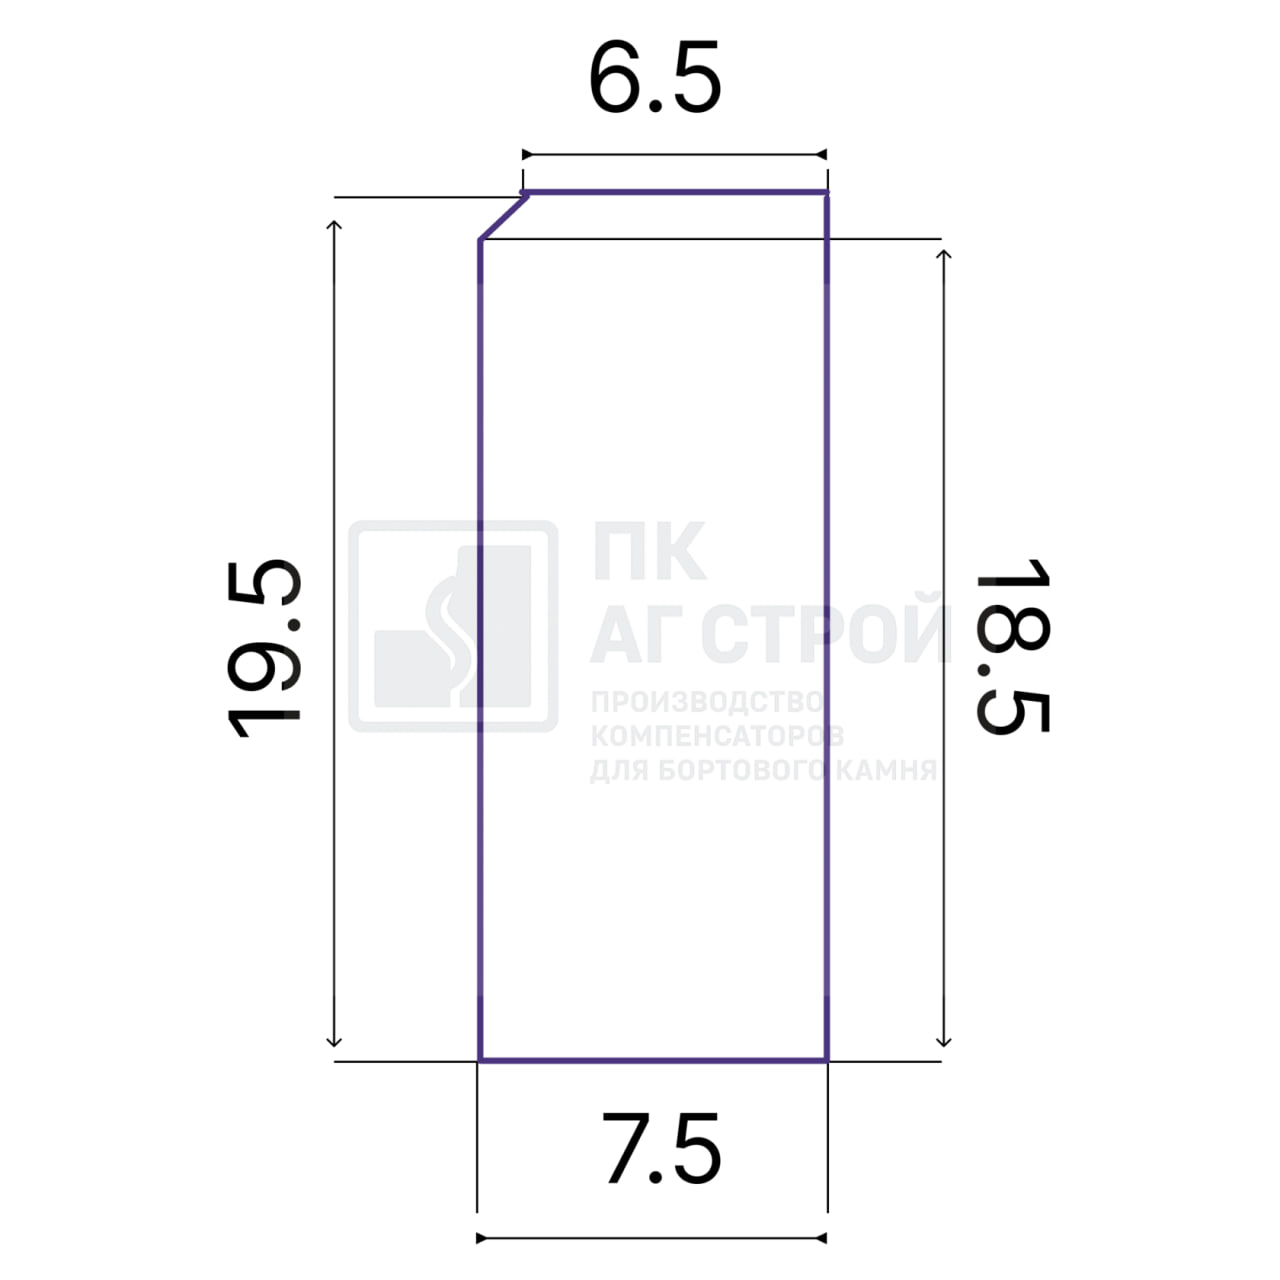 6.5
19.5
ПК
АГ СТРОЙ
ПРОИЗВОДСТВО
КОМПЕНСАТОРОВ
ДЛЯ БОРТОВОГО КАМНЯ
18.5
7.5